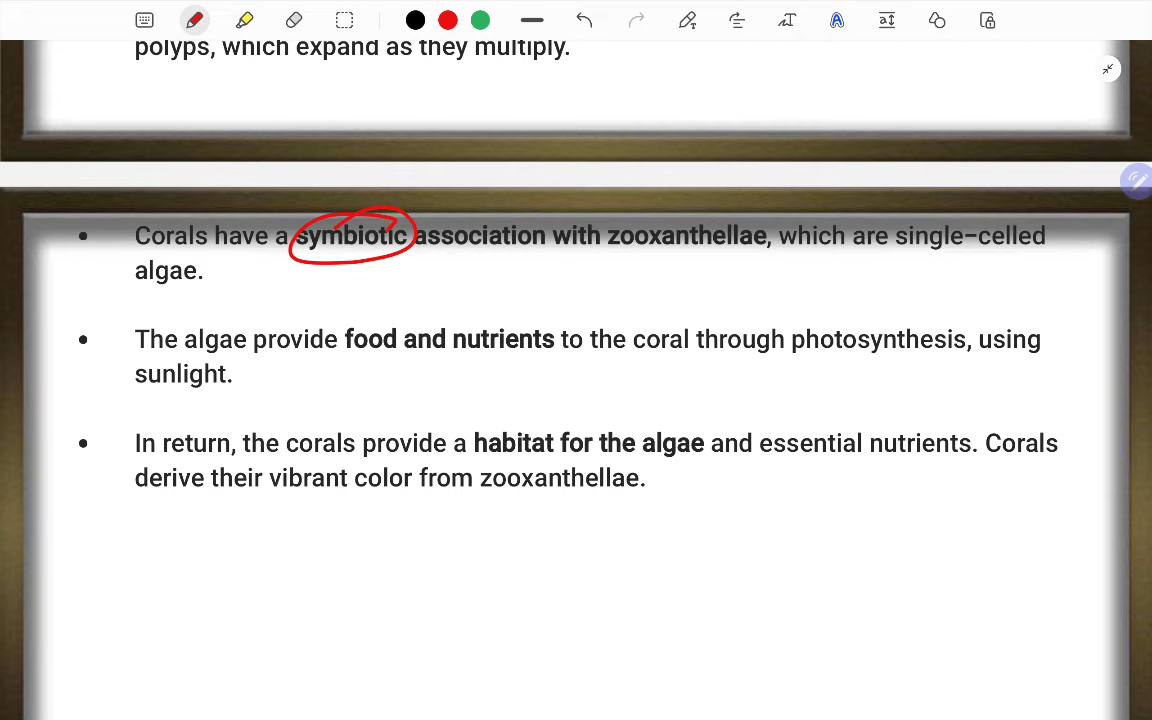 polyps, which expand as they multiply.
• Corals have a symbiotic association with zooxanthellae, which are single-celled
algae.
• The algae provide food and nutrients to the coral through photosynthesis, using
sunlight.
• In return, the corals provide a habitat for the algae and essential nutrients. Corals
derive their vibrant color from zooxanthellae.